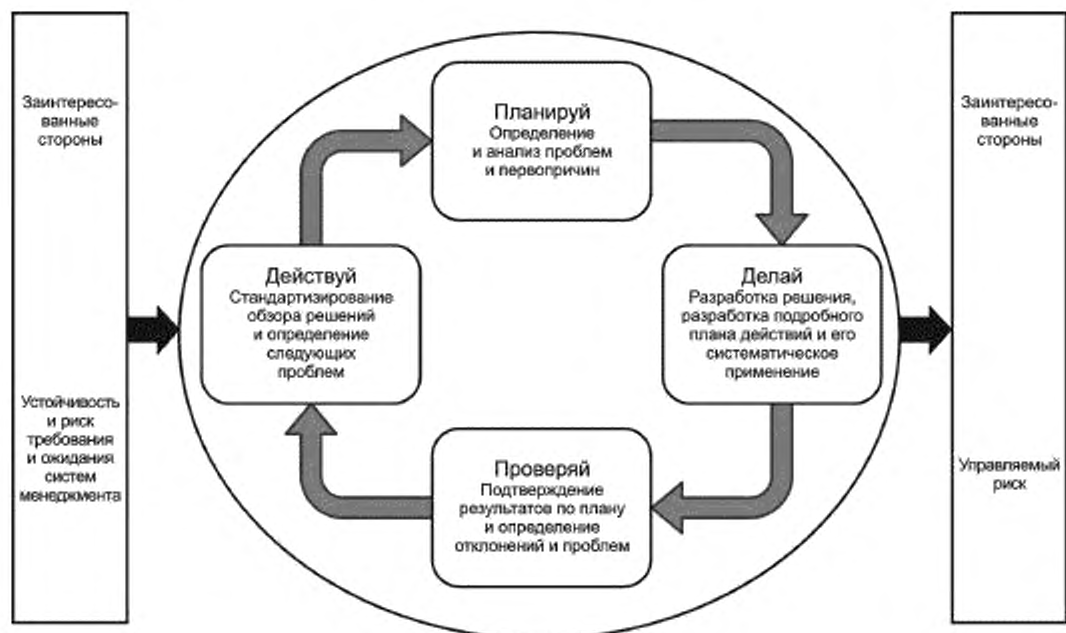 Заинтересо-
ванные
стороны
Устойчивость
и риск
требования
и ожидания
систем
менеджмента
Планируй
Определение
и анализ проблем
и первопричин
Действуй
Стандартизирование
обзора решений
и определение
следующих
проблем
Делай
Разработка решения,
разработка подробного
плана действий и его
систематическое
применение
Проверяй
Подтверждение
результатов по плану
и определение
отклонений и проблем
Заинтересо-
ванные
стороны
Управляемый
риск